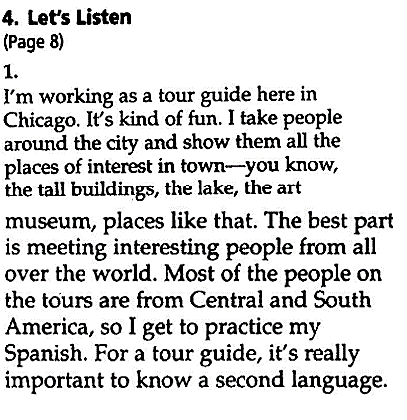 4. Let's Listen
(Page 8)
1.
I'm working as a tour guide here in
Chicago. It's kind of fun. I take people
around the city and show them all the
places of interest in town—you know,
the tall buildings, the lake, the art
museum, places like that. The best part
is meeting interesting people from all
over the world. Most of the people on
the tours are from Central and South
America, so I get to practice my
Spanish. For a tour guide, it's really
important to know a second language.